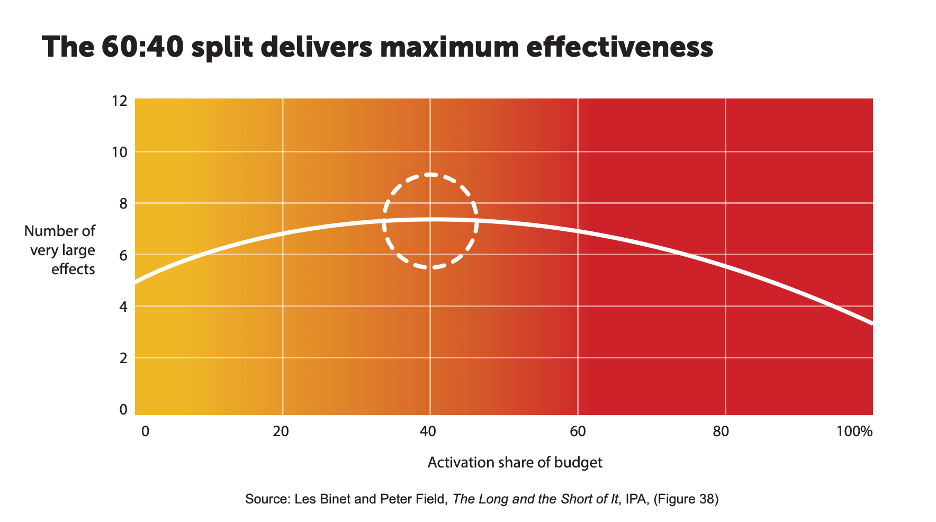 The 60:40 split delivers maximum effectiveness
12
10
8
Number of
very large
effects
6
4
2
0
0 20 40 60 80 100%
Activation share of budget
Source: Les Binet and Peter Field, The Long and the Short of It, IPA, (Figure 38)